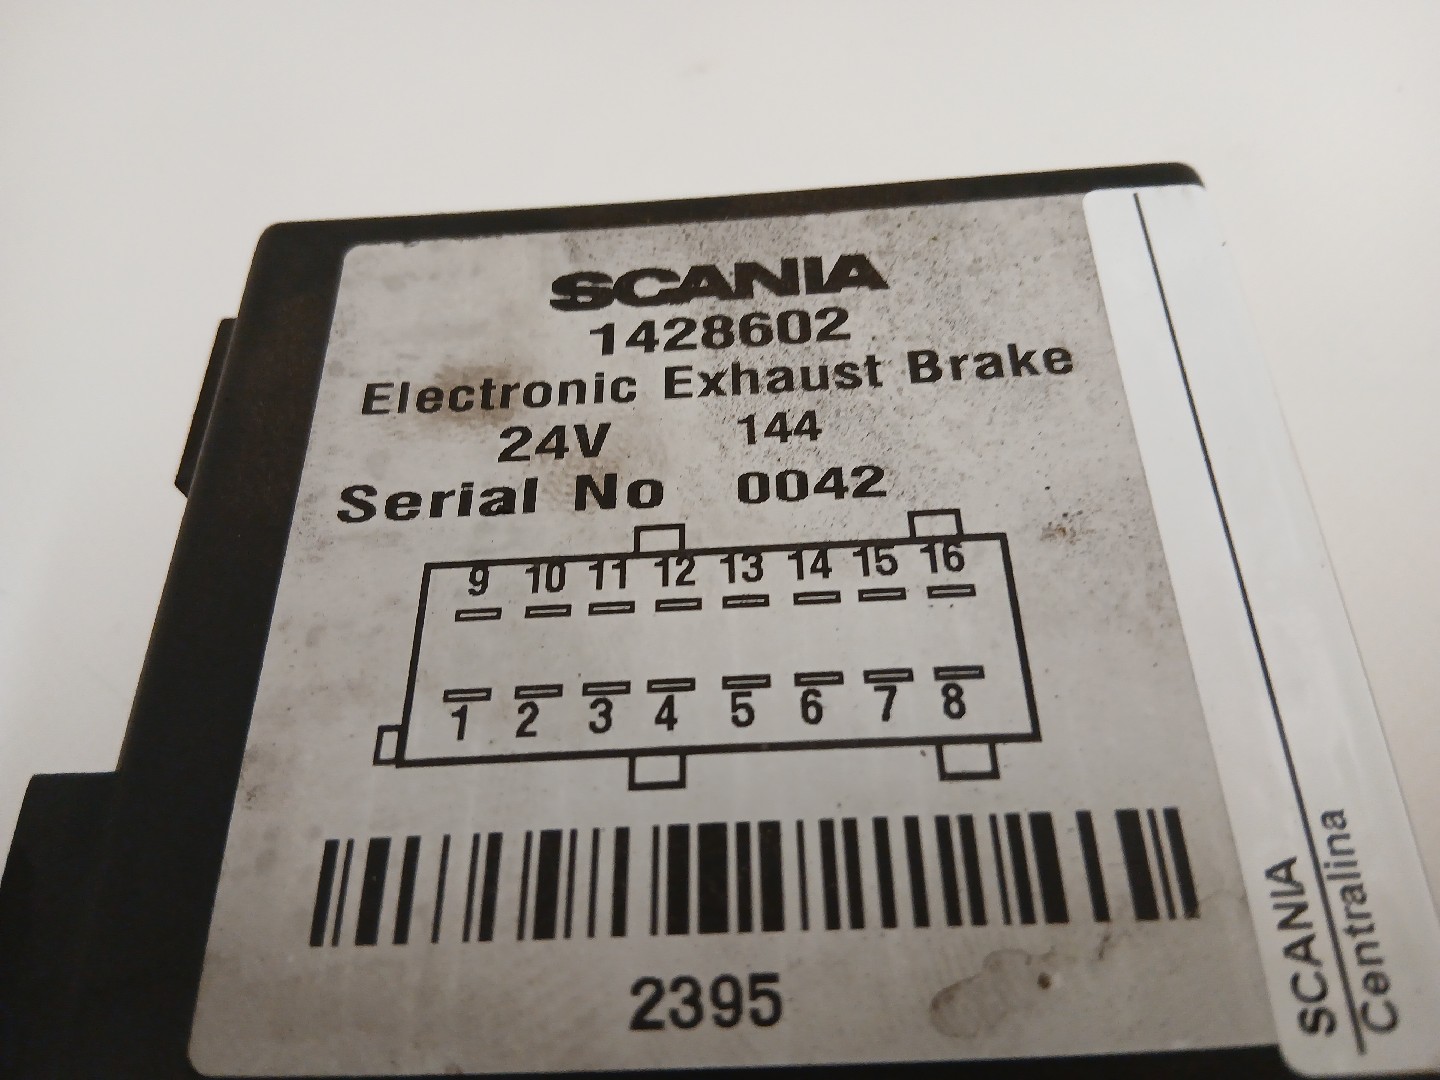 SCANIA
1428602
Electronic Exhaust Brake
24V 144
Serial No 0042
9 10 11 12 13 14 15 16
1 2 3 4 5 6 7 8
2395
SCANIA
Centralina